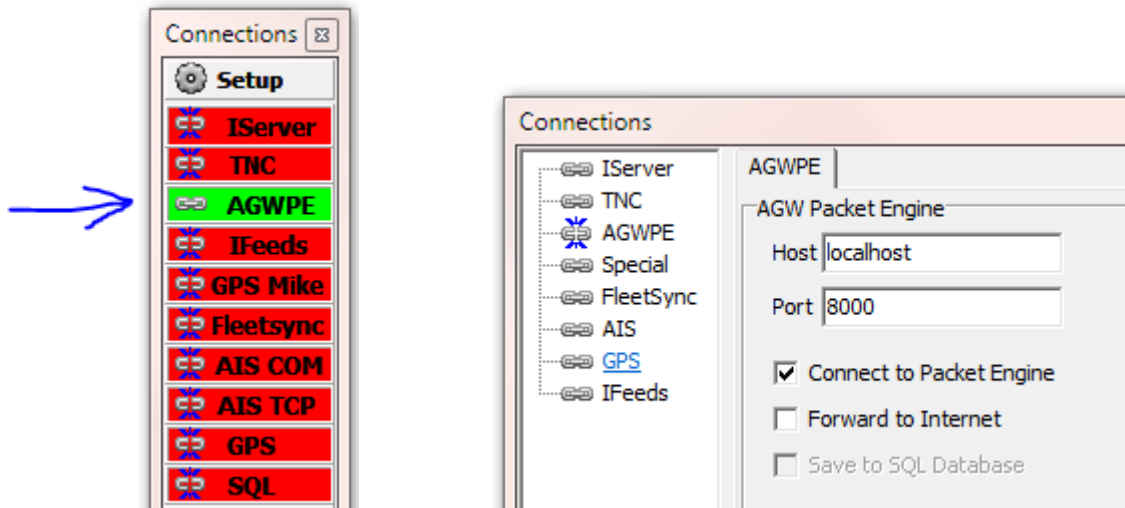 Connections
Setup
IServer
TNC
AGWPE
IFeeds
GPS Mike
Fleetsync
AIS COM
AIS TCP
GPS
SQL
Connections
IServer
TNC
AGWPE
Special
FleetSync
AIS
GPS
IFeeds
AGWPE
AGW Packet Engine
Host localhost
Port 8000
Connect to Packet Engine
Forward to Internet
Save to SQL Database